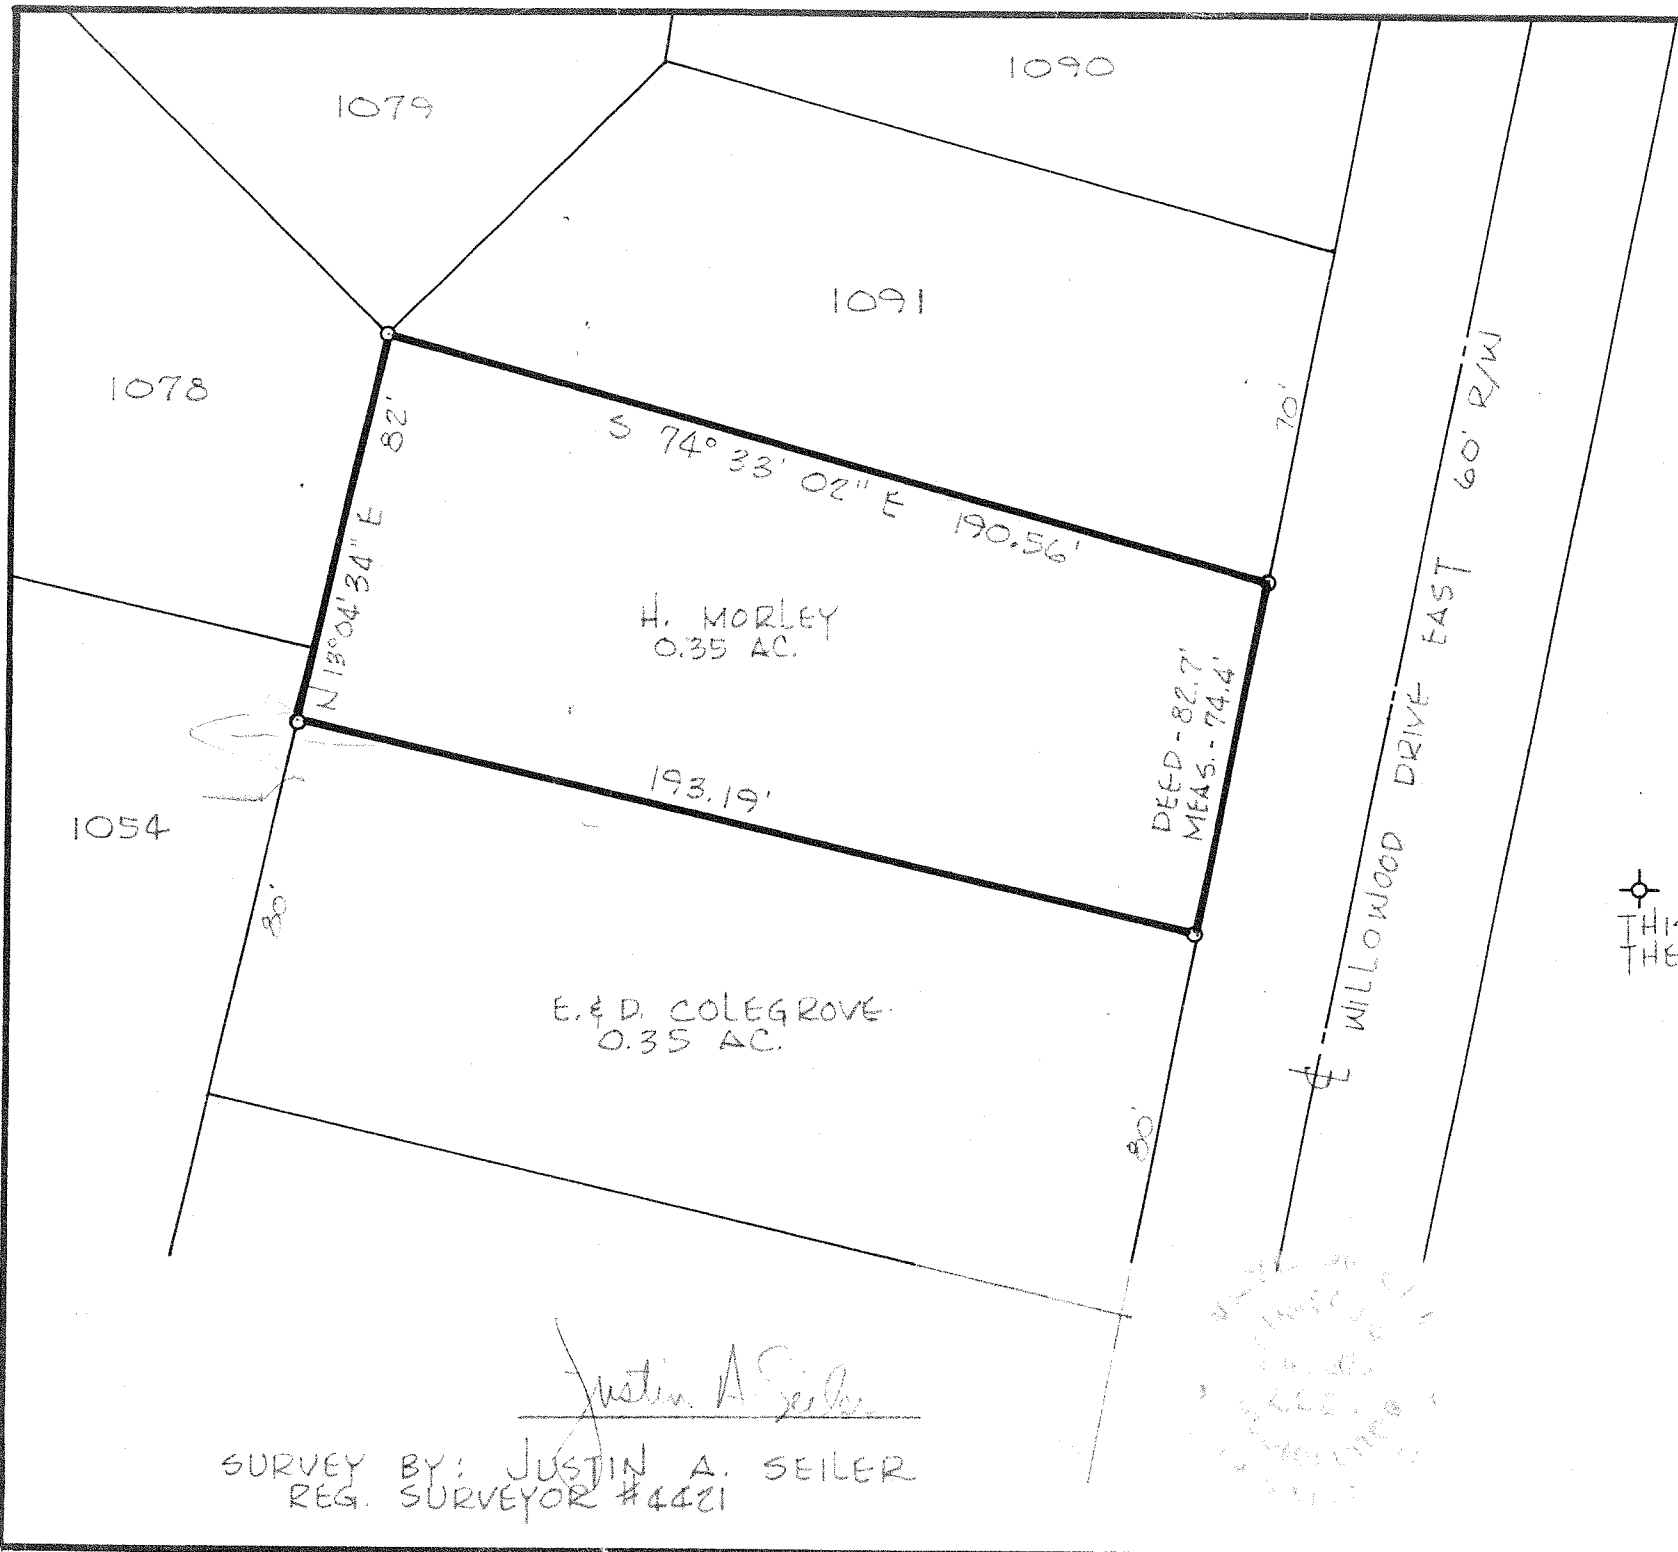 1090
1079
1091
1078
82'
70'
S 74° 33' 02" E 190.56'
N 13° 04' 34" E
H. MORLEY
0.35 AC.
DEED - 82.7'
MEAS. - 74.4'
WILLOWOOD DRIVE EAST 60' R/W
193.19'
1054
80'
THE
E. & D. COLEGROVE
0.35 AC.
80'
Justin A. Seiler
SURVEY BY: JUSTIN A. SEILER
REG. SURVEYOR #4421